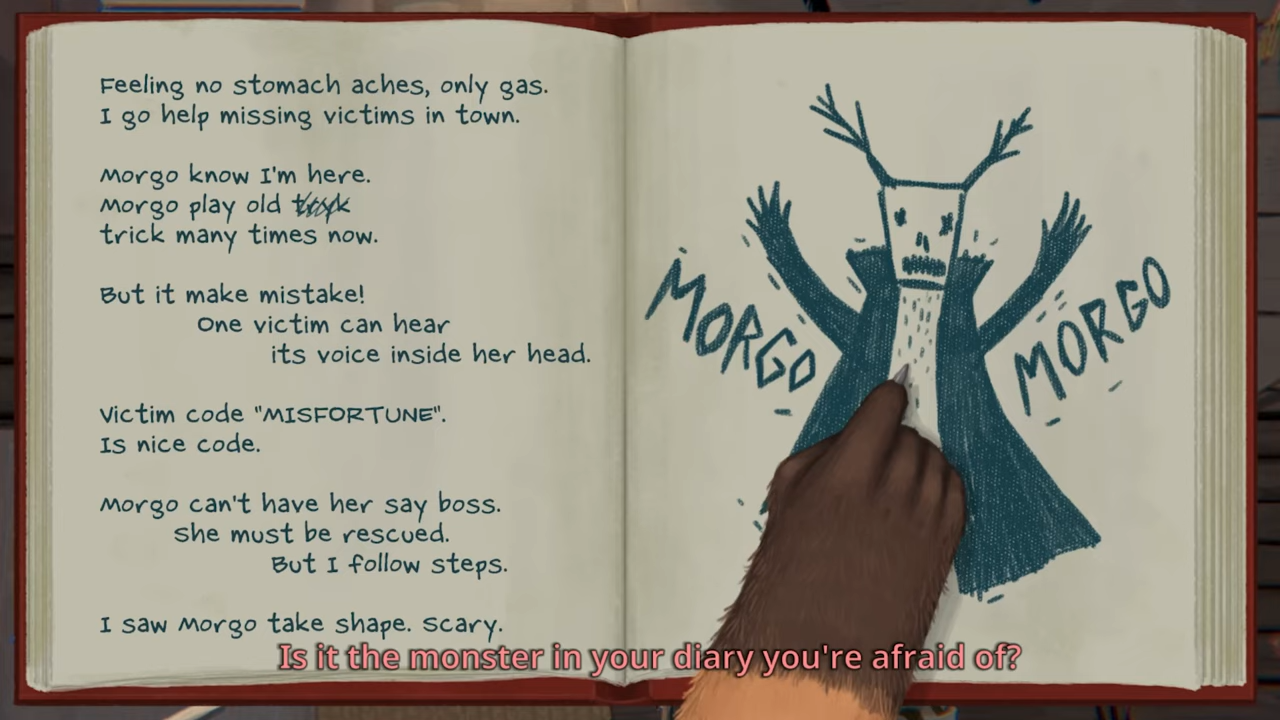 Feeling no stomach aches, only gas.
I go help missing victims in town.
Morgo know I'm here.
Morgo play old
trick many times now.
But it make mistake!
One victim can hear
its voice inside her head.
Victim code "MISFORTUNE".
Is nice code.
Morgo can't have her say boss.
She must be rescued.
But I follow steps.
I saw Morgo take shape. Scary.
MORGO
MORGO
Is it the monster in your diary you're afraid of?